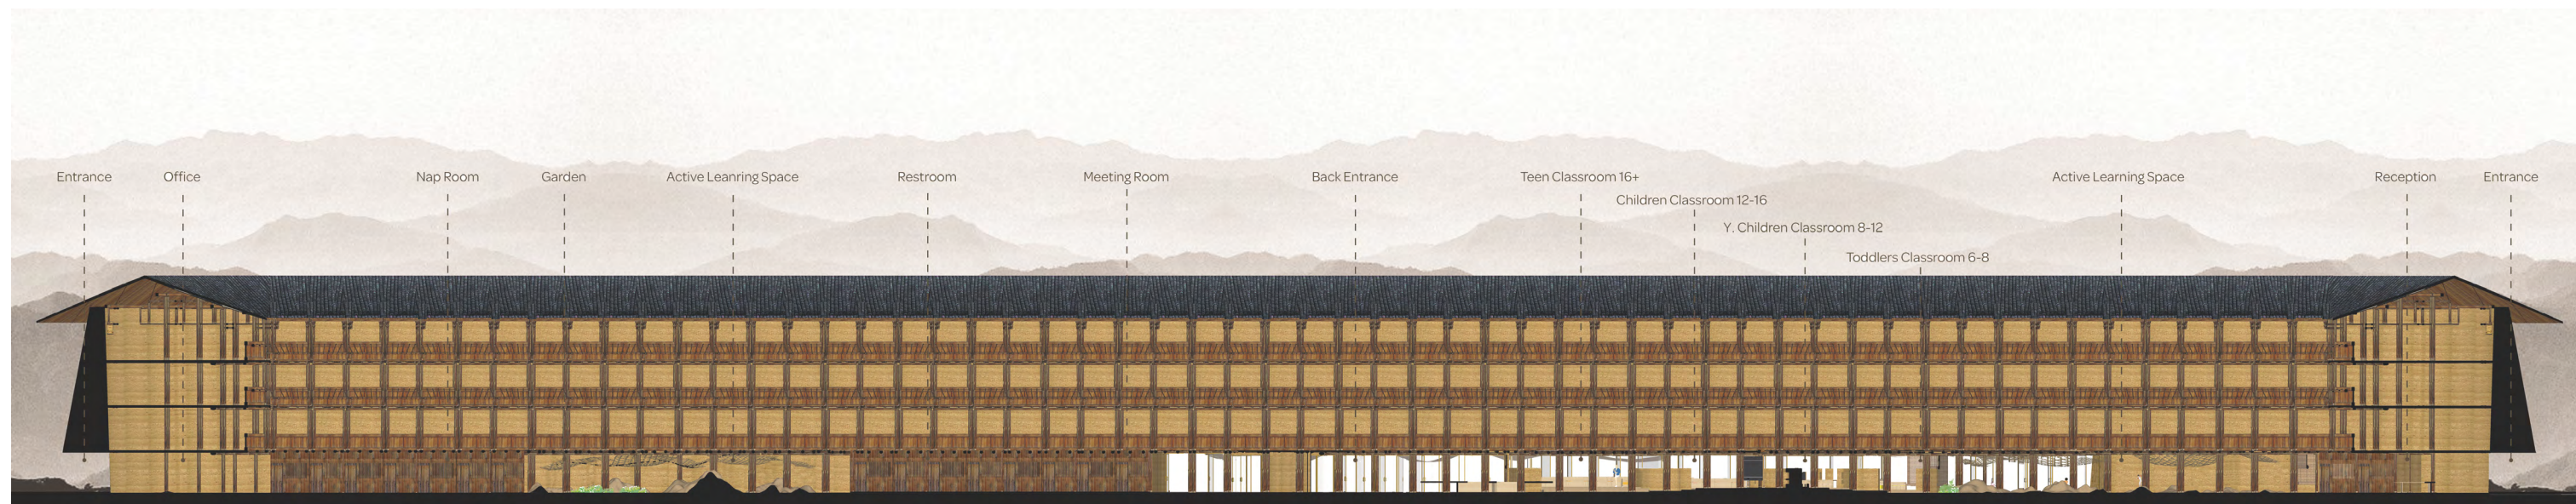 Entrance
Office
Nap Room
Garden
Active Leanring Space
Restroom
Meeting Room
Back Entrance
Teen Classroom 16+
Children Classroom 12-16
Y. Children Classroom 8-12
Toddlers Classroom 6-8
Active Learning Space
Reception
Entrance